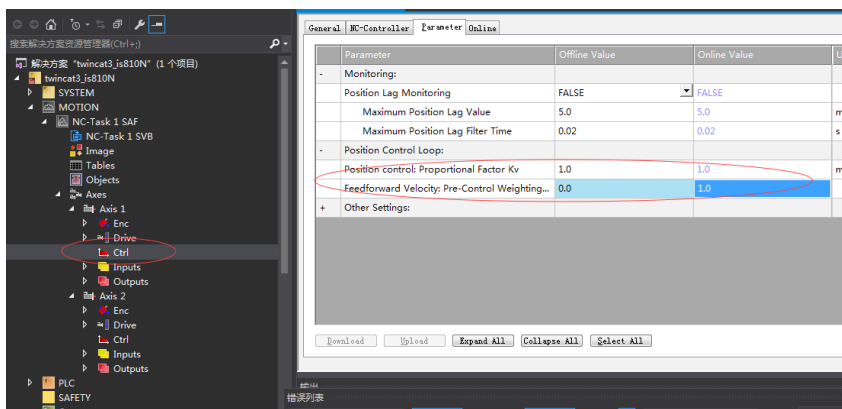 搜索解决方案资源管理器(Ctrl+;)
解决方案 "twincat3_is810N" (1 个项目)
twincat3_is810N
SYSTEM
MOTION
NC-Task 1 SAF
NC-Task 1 SVB
Image
Tables
Objects
Axes
Axis 1
Enc
Drive
Ctrl
Inputs
Outputs
Axis 2
Enc
Drive
Ctrl
Inputs
Outputs
PLC
SAFETY
General NC-Controller Parameter Online
Parameter Offline Value Online Value U
- Monitoring:
Position Lag Monitoring FALSE FALSE
Maximum Position Lag Value 5.0 5.0 m
Maximum Position Lag Filter Time 0.02 0.02 s
- Position Control Loop:
Position control: Proportional Factor Kv 1.0 1.0 m
Feedforward Velocity: Pre-Control Weighting... 0.0 1.0
+ Other Settings:
Download Upload Expand All Collapse All Select All
输出
错误列表